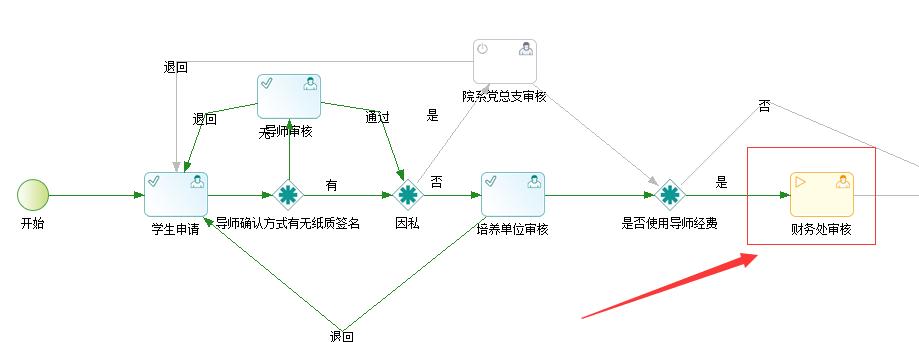 退回
院系党总支审核
否
退回
无
导师审核
通过
是
有
否
是
开始
学生申请
导师确认方式有无纸质签名
因私
培养单位审核
是否使用导师经费
财务处审核
退回